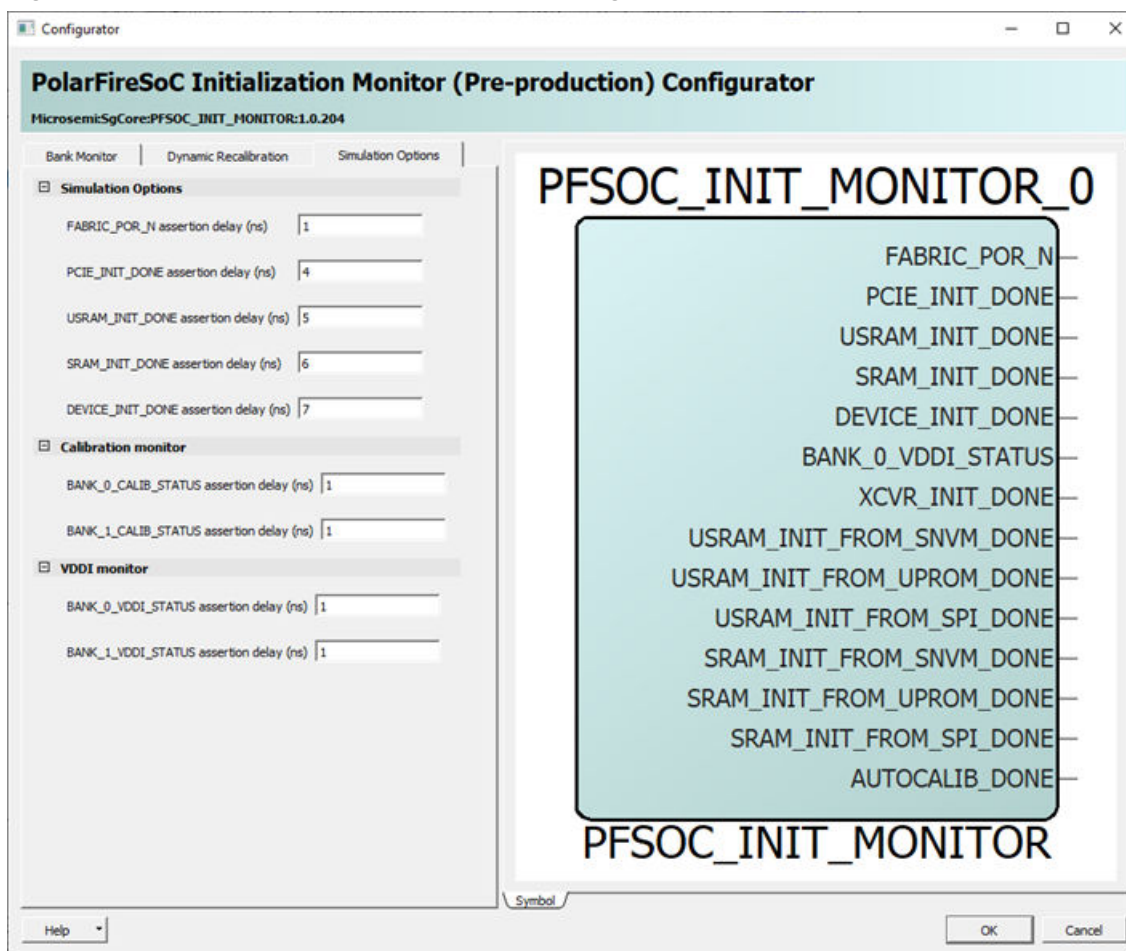 Configurator
PolarFireSoC Initialization Monitor (Pre-production) Configurator
Microsemi:SgCore:PFSOC_INIT_MONITOR:1.0.204
Bank Monitor Dynamic Recalibration Simulation Options
Simulation Options
FABRIC_POR_N assertion delay (ns) 1
PCIE_INIT_DONE assertion delay (ns) 4
USRAM_INIT_DONE assertion delay (ns) 5
SRAM_INIT_DONE assertion delay (ns) 6
DEVICE_INIT_DONE assertion delay (ns) 7
Calibration monitor
BANK_0_CALIB_STATUS assertion delay (ns) 1
BANK_1_CALIB_STATUS assertion delay (ns) 1
VDDI monitor
BANK_0_VDDI_STATUS assertion delay (ns) 1
BANK_1_VDDI_STATUS assertion delay (ns) 1
PFSOC_INIT_MONITOR_0
FABRIC_POR_N
PCIE_INIT_DONE
USRAM_INIT_DONE
SRAM_INIT_DONE
DEVICE_INIT_DONE
BANK_0_VDDI_STATUS
XCVR_INIT_DONE
USRAM_INIT_FROM_SNVM_DONE
USRAM_INIT_FROM_UPROM_DONE
USRAM_INIT_FROM_SPI_DONE
SRAM_INIT_FROM_SNVM_DONE
SRAM_INIT_FROM_UPROM_DONE
SRAM_INIT_FROM_SPI_DONE
AUTOCALIB_DONE
PFSOC_INIT_MONITOR
Symbol
Help OK Cancel